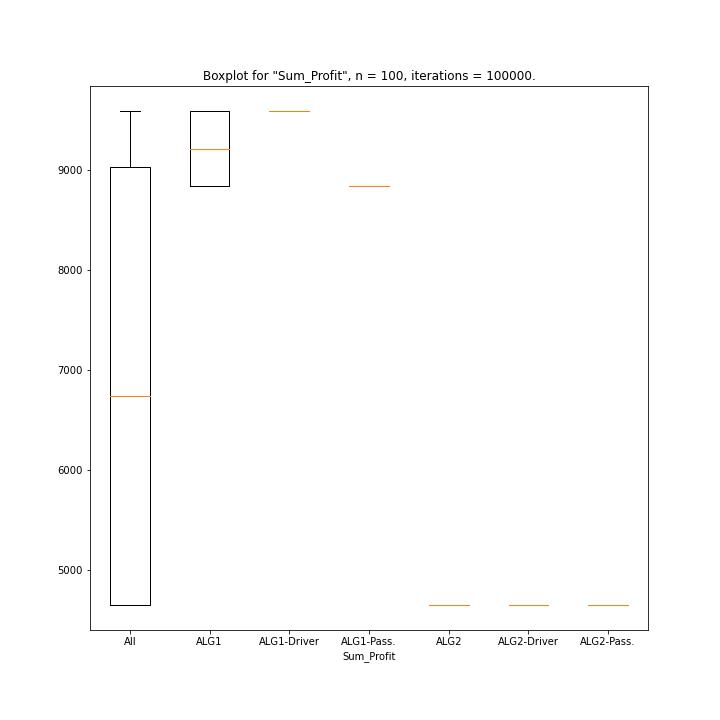 Boxplot for "Sum_Profit", n = 100, iterations = 100000.
9000
8000
7000
6000
5000
All ALG1 ALG1-Driver ALG1-Pass. ALG2 ALG2-Driver ALG2-Pass.
Sum_Profit